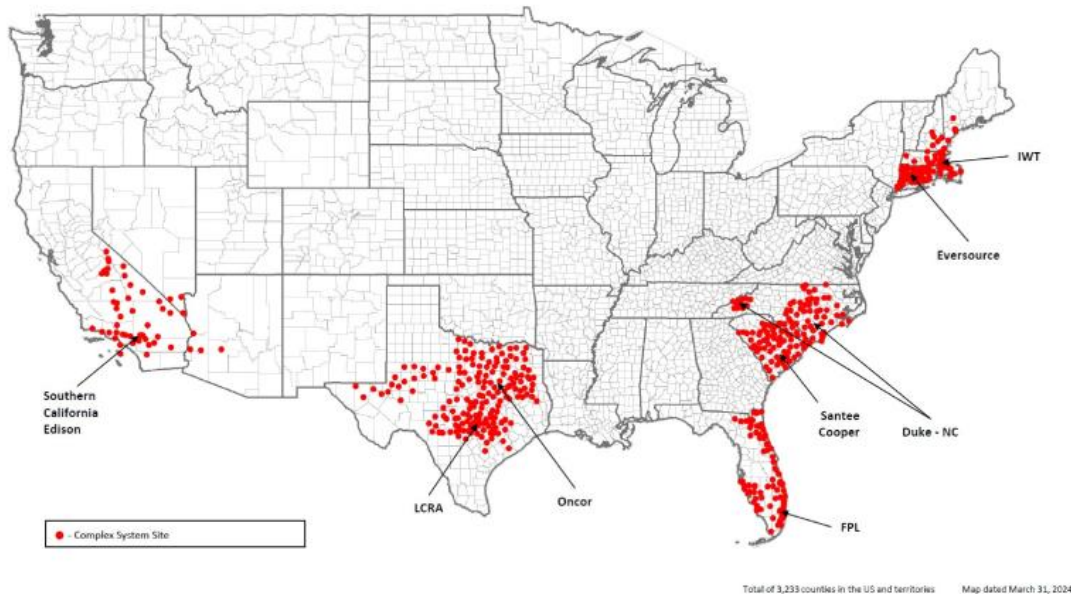 IWT
Eversource
Southern
California
Edison
Santee
Cooper
Duke - NC
LCRA
Oncor
FPL
- Complex System Site
Total of 3,233 counties in the US and territories Map dated March 31, 2024